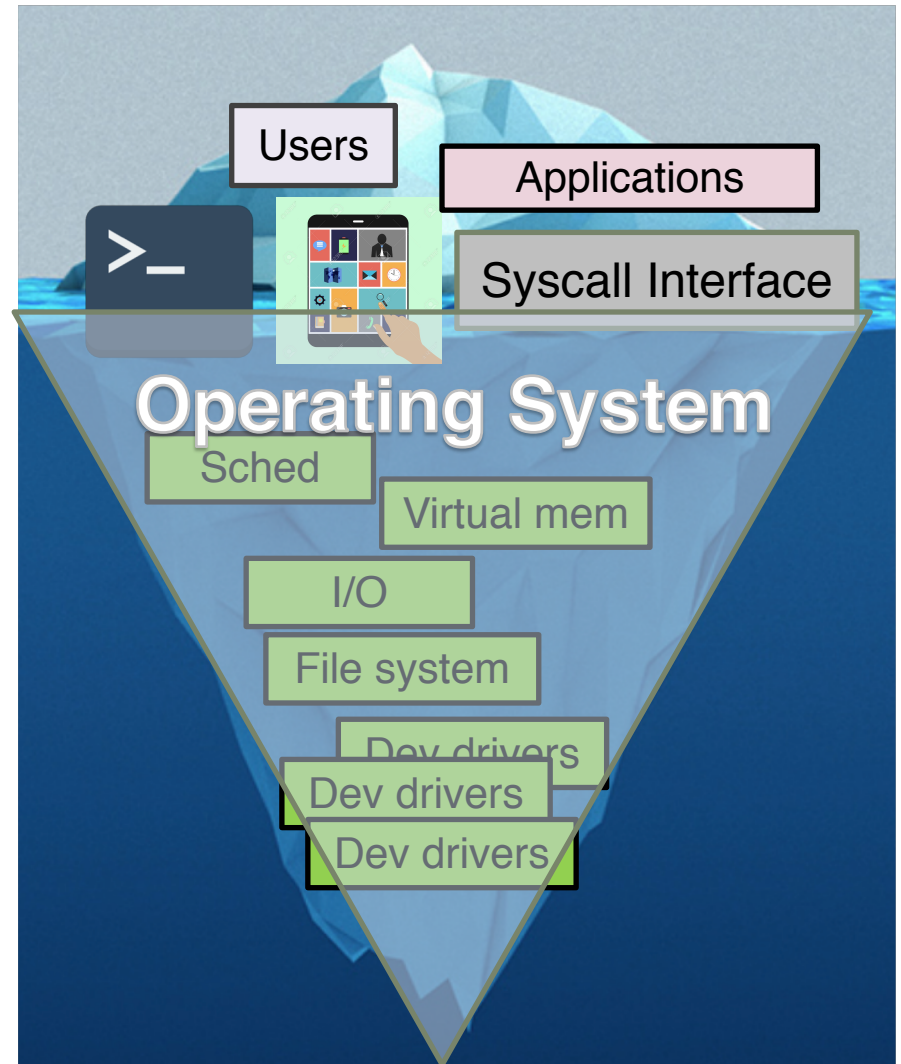 Users
Applications
>_
Syscall Interface
Operating System
Sched
Virtual mem
I/O
File system
Dev drivers
Dev drivers
Dev drivers